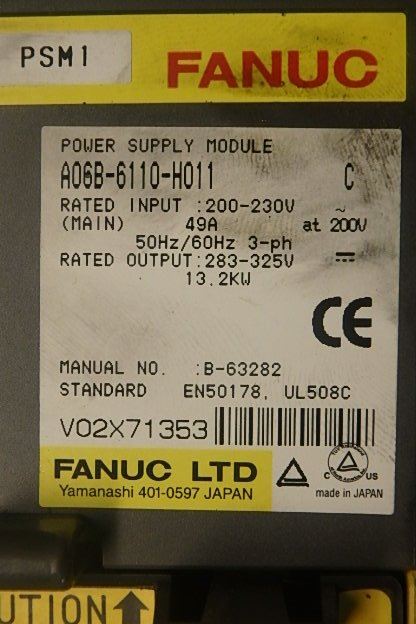 PSM1
FANUC
POWER SUPPLY MODULE
A06B-6110-H011 C
RATED INPUT :200-230V ~
(MAIN) 49A at 200V
50Hz/60Hz 3-ph
RATED OUTPUT:283-325V
13.2KW
CE
MANUAL NO. :B-63282
STANDARD EN50178, UL508C
V02X71353
FANUC LTD
Yamanashi 401-0597 JAPAN
C US
made in JAPAN
UTION